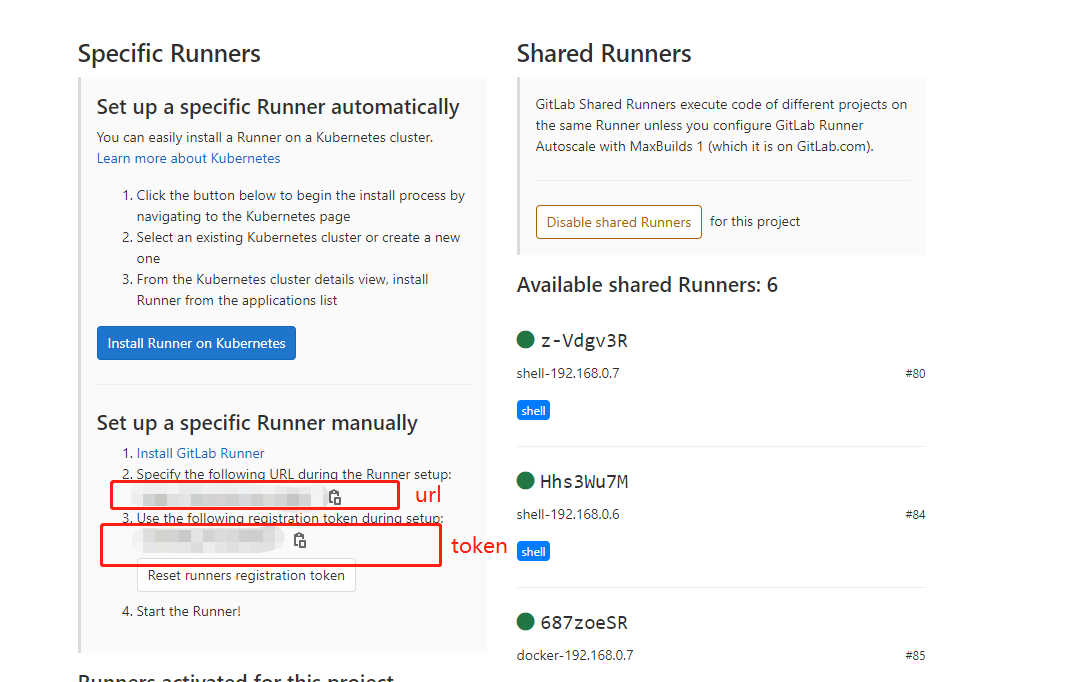 Specific Runners
Set up a specific Runner automatically
You can easily install a Runner on a Kubernetes cluster.
Learn more about Kubernetes
1. Click the button below to begin the install process by
navigating to the Kubernetes page
2. Select an existing Kubernetes cluster or create a new
one
3. From the Kubernetes cluster details view, install
Runner from the applications list
Install Runner on Kubernetes
Set up a specific Runner manually
1. Install GitLab Runner
2. Specify the following URL during the Runner setup:
url
3. Use the following registration token during setup:
token
Reset runners registration token
4. Start the Runner!
Runners activated for this project
Shared Runners
GitLab Shared Runners execute code of different projects on
the same Runner unless you configure GitLab Runner
Autoscale with MaxBuilds 1 (which it is on GitLab.com).
Disable shared Runners for this project
Available shared Runners: 6
z-Vdgv3R
shell-192.168.0.7 #80
shell
Hhs3Wu7M
shell-192.168.0.6 #84
shell
687zoeSR
docker-192.168.0.7 #85